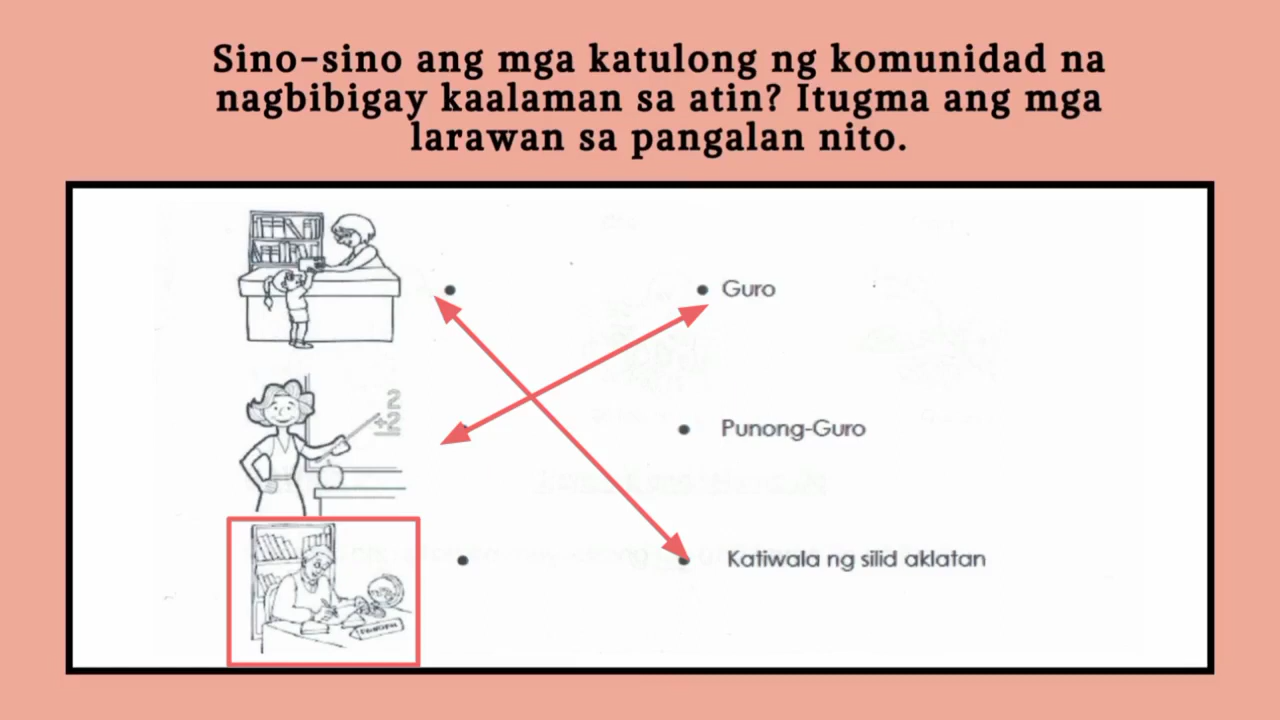 Sino-sino ang mga katulong ng komunidad na
nagbibigay kaalaman sa atin? Itugma ang mga
larawan sa pangalan nito.
Guro
Punong-Guro
Katiwala ng silid aklatan